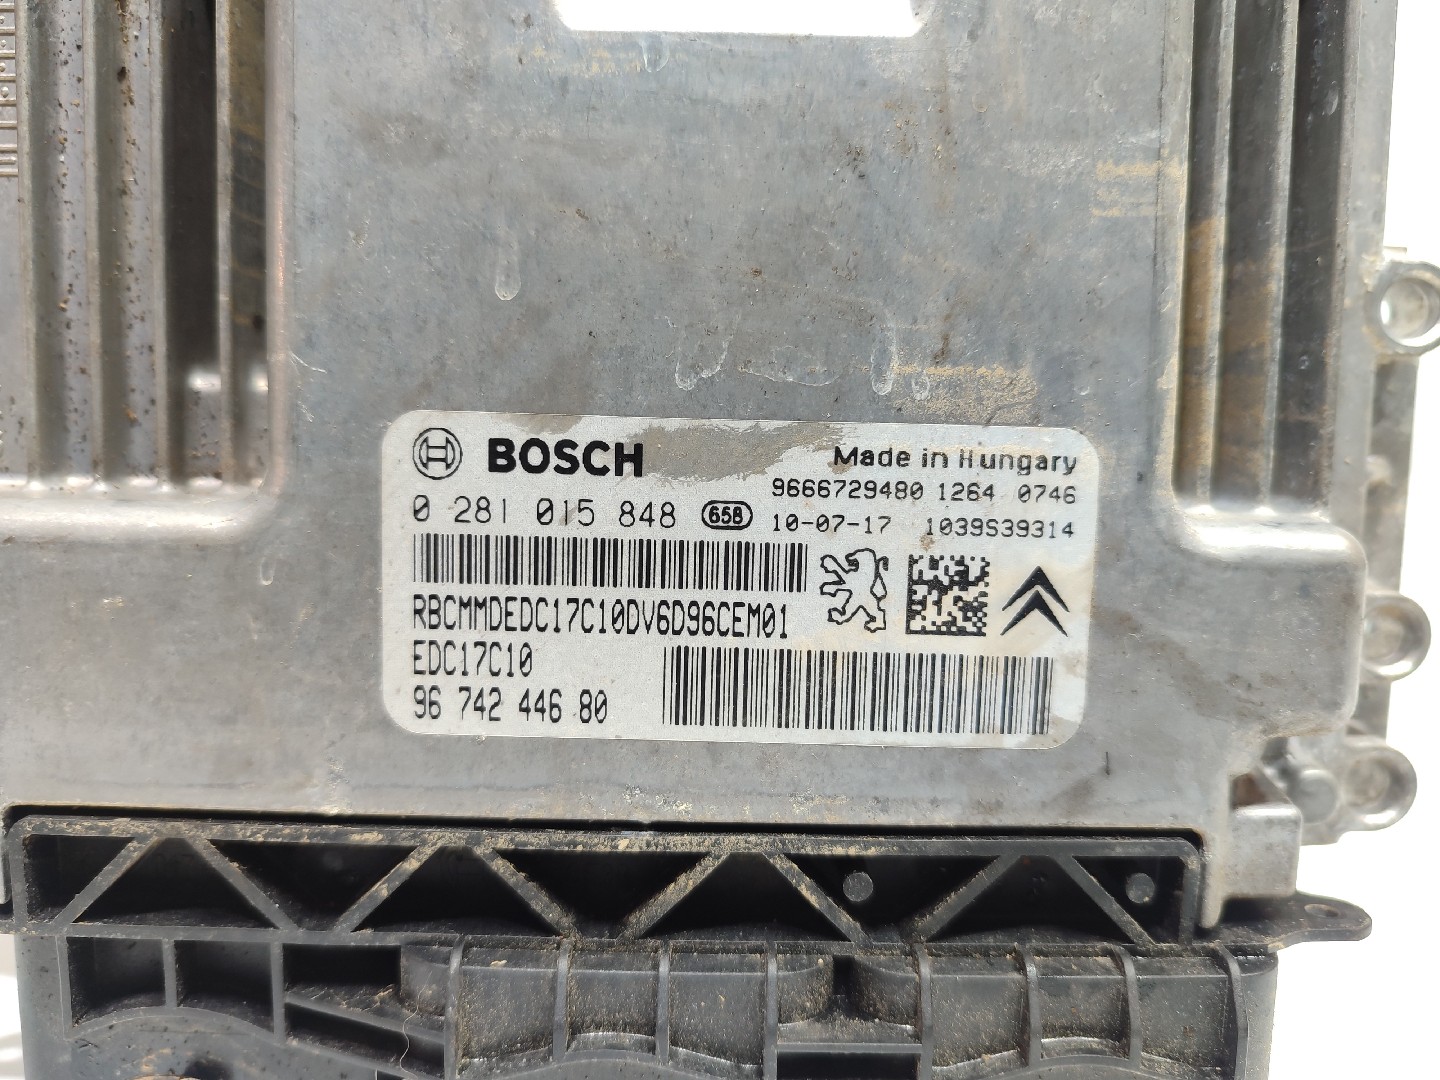 BOSCH
Made in Hungary
9666729480 1264 0746
0 281 015 848 658 10-07-17 1039S39314
RBCMMDEDC17C10DV6D96CEM01
EDC17C10
96 742 446 80